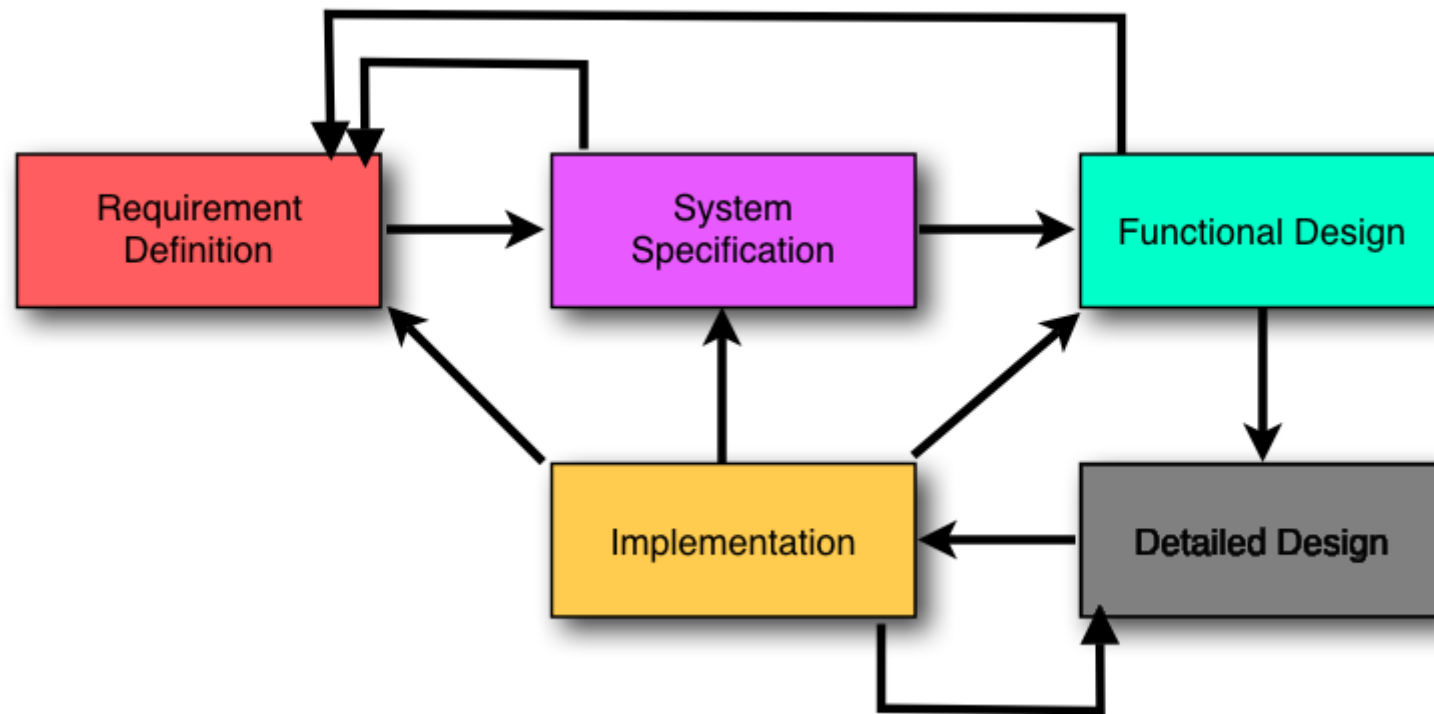 Requirement
Definition
System
Specification
Functional Design
Implementation
Detailed Design